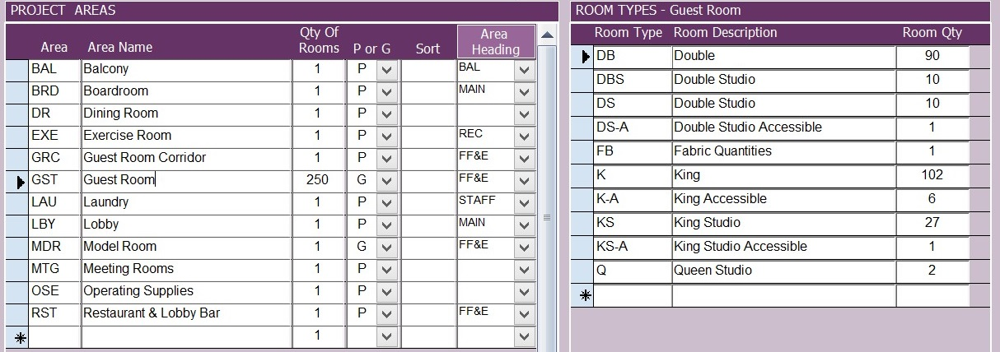 PROJECT AREAS
Area Area Name Qty Of Rooms P or G Sort Area Heading
BAL Balcony 1 P BAL
BRD Boardroom 1 P MAIN
DR Dining Room 1 P
EXE Exercise Room 1 P REC
GRC Guest Room Corridor 1 P FF&E
GST Guest Room 250 G FF&E
LAU Laundry 1 P STAFF
LBY Lobby 1 P MAIN
MDR Model Room 1 G FF&E
MTG Meeting Rooms 1 P
OSE Operating Supplies 1 P
RST Restaurant & Lobby Bar 1 P FF&E
1
ROOM TYPES - Guest Room
Room Type Room Description Room Qty
DB Double 90
DBS Double Studio 10
DS Double Studio 10
DS-A Double Studio Accessible 1
FB Fabric Quantities 1
K King 102
K-A King Accessible 6
KS King Studio 27
KS-A King Studio Accessible 1
Q Queen Studio 2